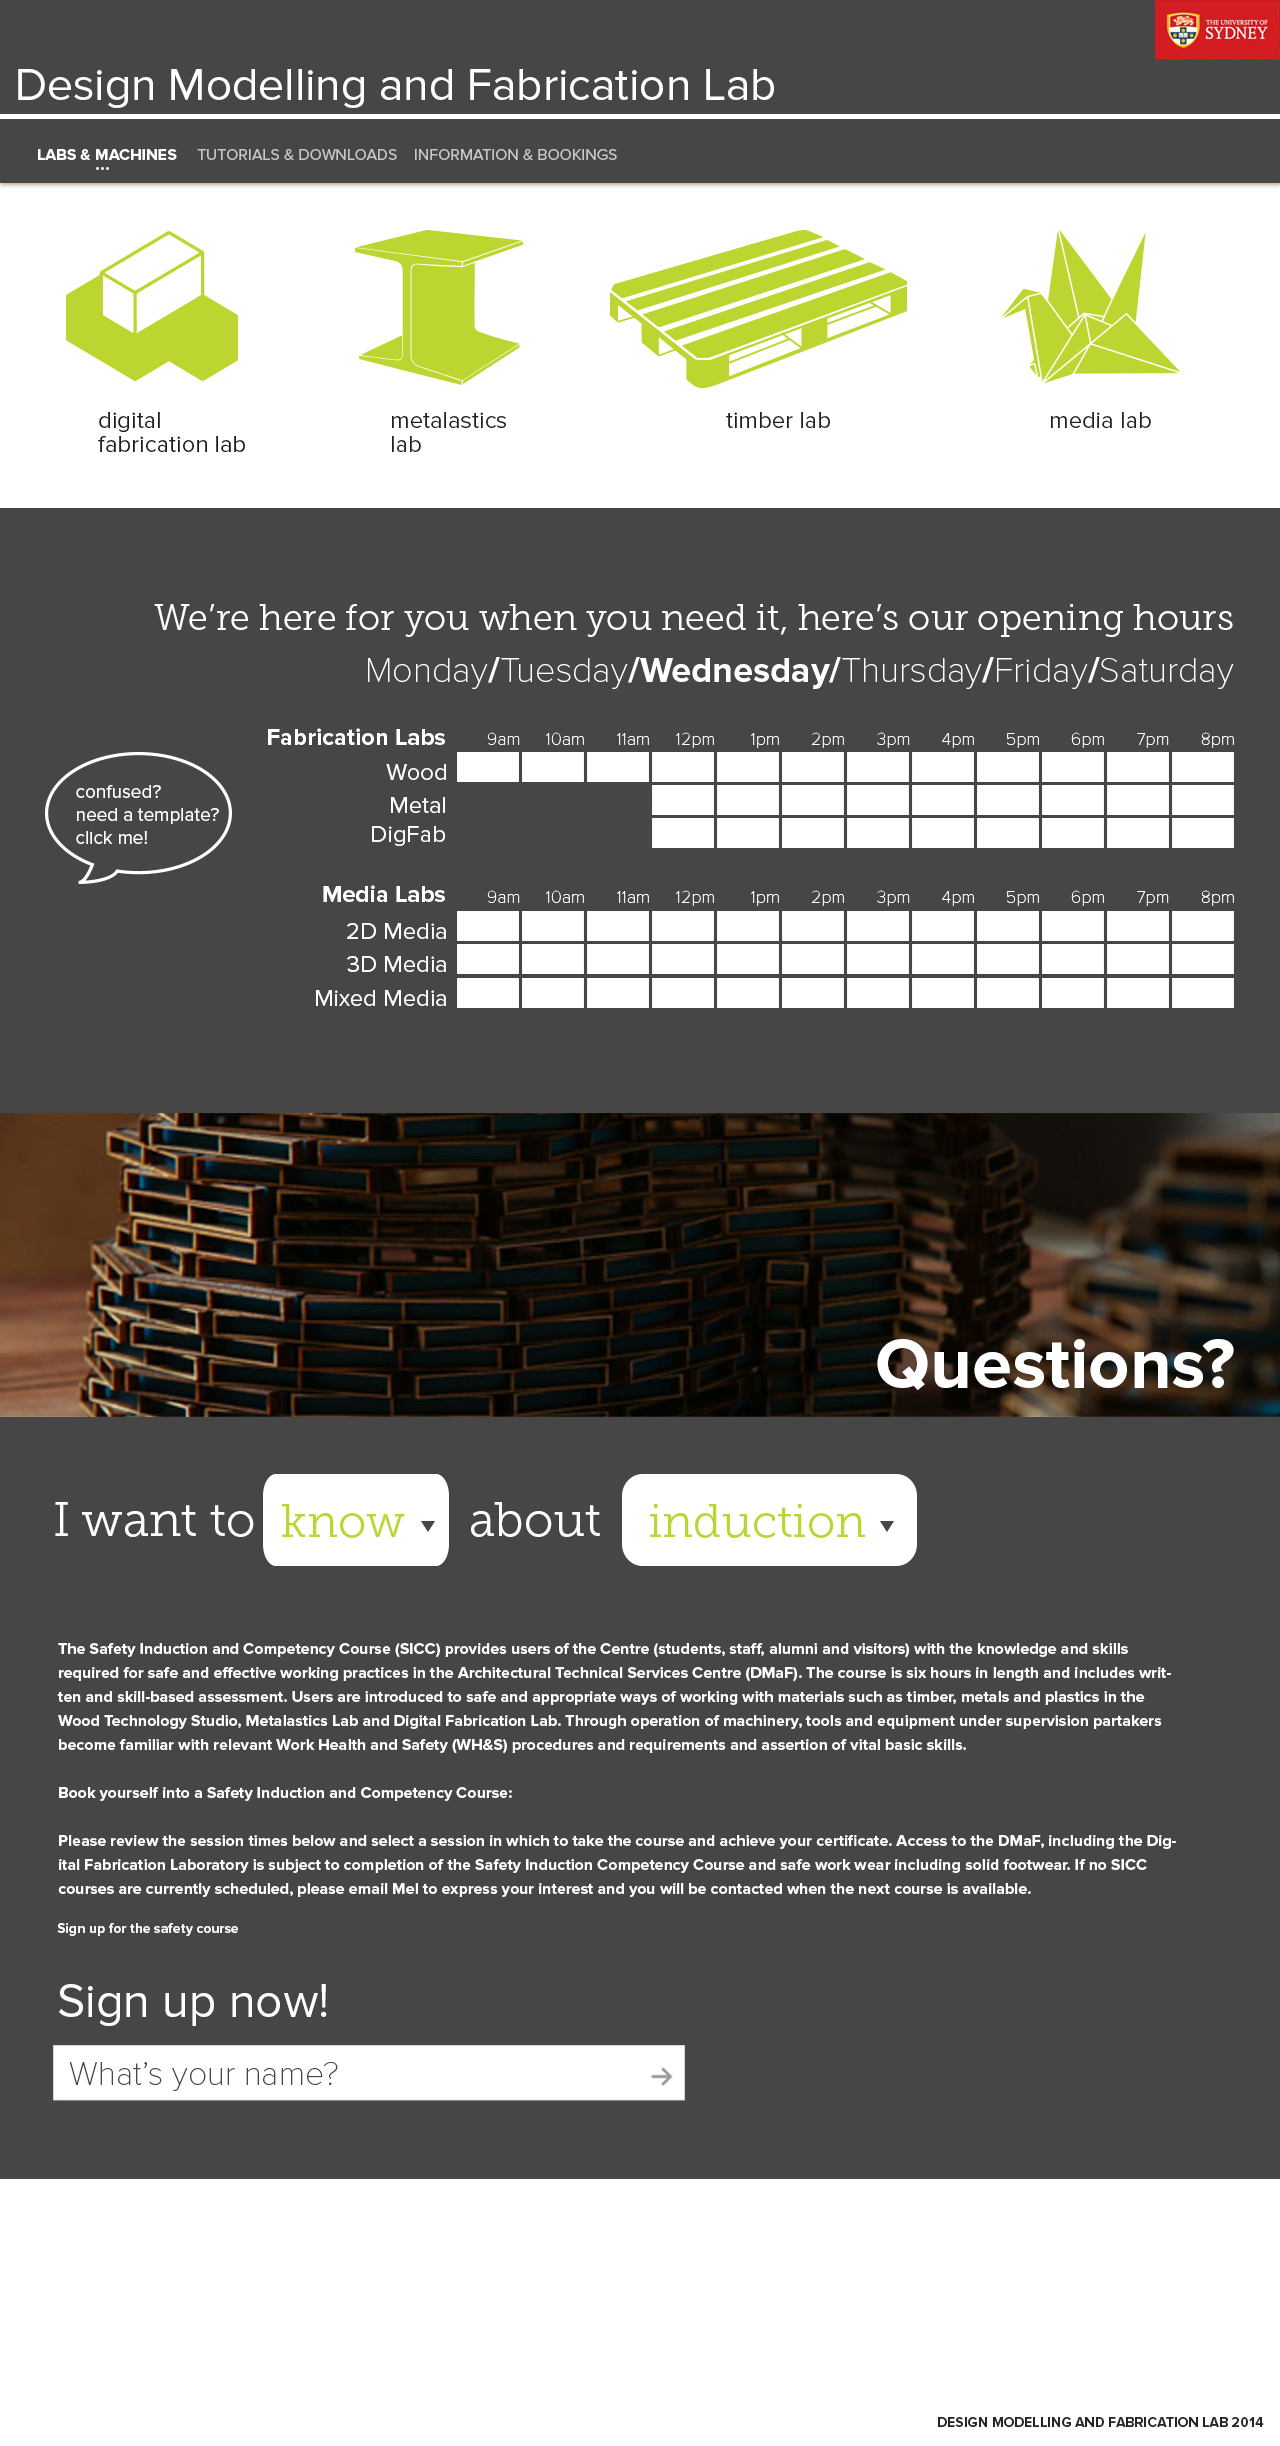 THE UNIVERSITY OF
SYDNEY
Design Modelling and Fabrication Lab
LABS & MACHINES TUTORIALS & DOWNLOADS INFORMATION & BOOKINGS
digital
fabrication lab
metalastics
lab
timber lab
media lab
We’re here for you when you need it, here’s our opening hours
Monday/Tuesday/Wednesday/Thursday/Friday/Saturday
Fabrication Labs 9am 10am 11am 12pm 1pm 2pm 3pm 4pm 5pm 6pm 7pm 8pm
Wood
Metal
DigFab
confused?
need a template?
click me!
Media Labs 9am 10am 11am 12pm 1pm 2pm 3pm 4pm 5pm 6pm 7pm 8pm
2D Media
3D Media
Mixed Media
Questions?
I want to know about induction
The Safety Induction and Competency Course (SICC) provides users of the Centre (students, staff, alumni and visitors) with the knowledge and skills
required for safe and effective working practices in the Architectural Technical Services Centre (DMaF). The course is six hours in length and includes writ-
ten and skill-based assessment. Users are introduced to safe and appropriate ways of working with materials such as timber, metals and plastics in the
Wood Technology Studio, Metalastics Lab and Digital Fabrication Lab. Through operation of machinery, tools and equipment under supervision partakers
become familiar with relevant Work Health and Safety (WH&S) procedures and requirements and assertion of vital basic skills.
Book yourself into a Safety Induction and Competency Course:
Please review the session times below and select a session in which to take the course and achieve your certificate. Access to the DMaF, including the Dig-
ital Fabrication Laboratory is subject to completion of the Safety Induction Competency Course and safe work wear including solid footwear. If no SICC
courses are currently scheduled, please email Mel to express your interest and you will be contacted when the next course is available.
Sign up for the safety course
Sign up now!
What’s your name?
DESIGN MODELLING AND FABRICATION LAB 2014